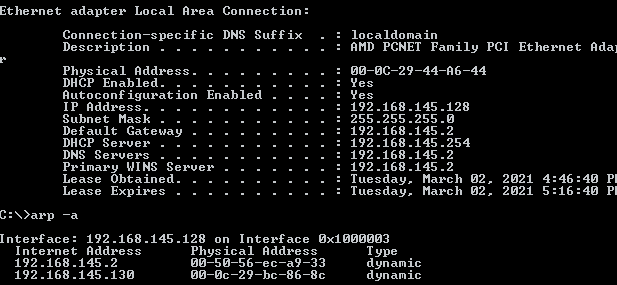 Ethernet adapter Local Area Connection:
Connection-specific DNS Suffix  . : localdomain
Description . . . . . . . . . . . : AMD PCNET Family PCI Ethernet Adap
r
Physical Address. . . . . . . . . : 00-0C-29-44-A6-44
DHCP Enabled. . . . . . . . . . . : Yes
Autoconfiguration Enabled . . . . : Yes
IP Address. . . . . . . . . . . . : 192.168.145.128
Subnet Mask . . . . . . . . . . . : 255.255.255.0
Default Gateway . . . . . . . . . : 192.168.145.2
DHCP Server . . . . . . . . . . . : 192.168.145.254
DNS Servers . . . . . . . . . . . : 192.168.145.2
Primary WINS Server . . . . . . . : 192.168.145.2
Lease Obtained. . . . . . . . . . : Tuesday, March 02, 2021 4:46:40 P
Lease Expires . . . . . . . . . . : Tuesday, March 02, 2021 5:16:40 P
C:\>arp -a
Interface: 192.168.145.128 on Interface 0x1000003
Internet Address      Physical Address      Type
192.168.145.2         00-50-56-ec-a9-33     dynamic
192.168.145.130       00-0c-29-bc-86-8c     dynamic